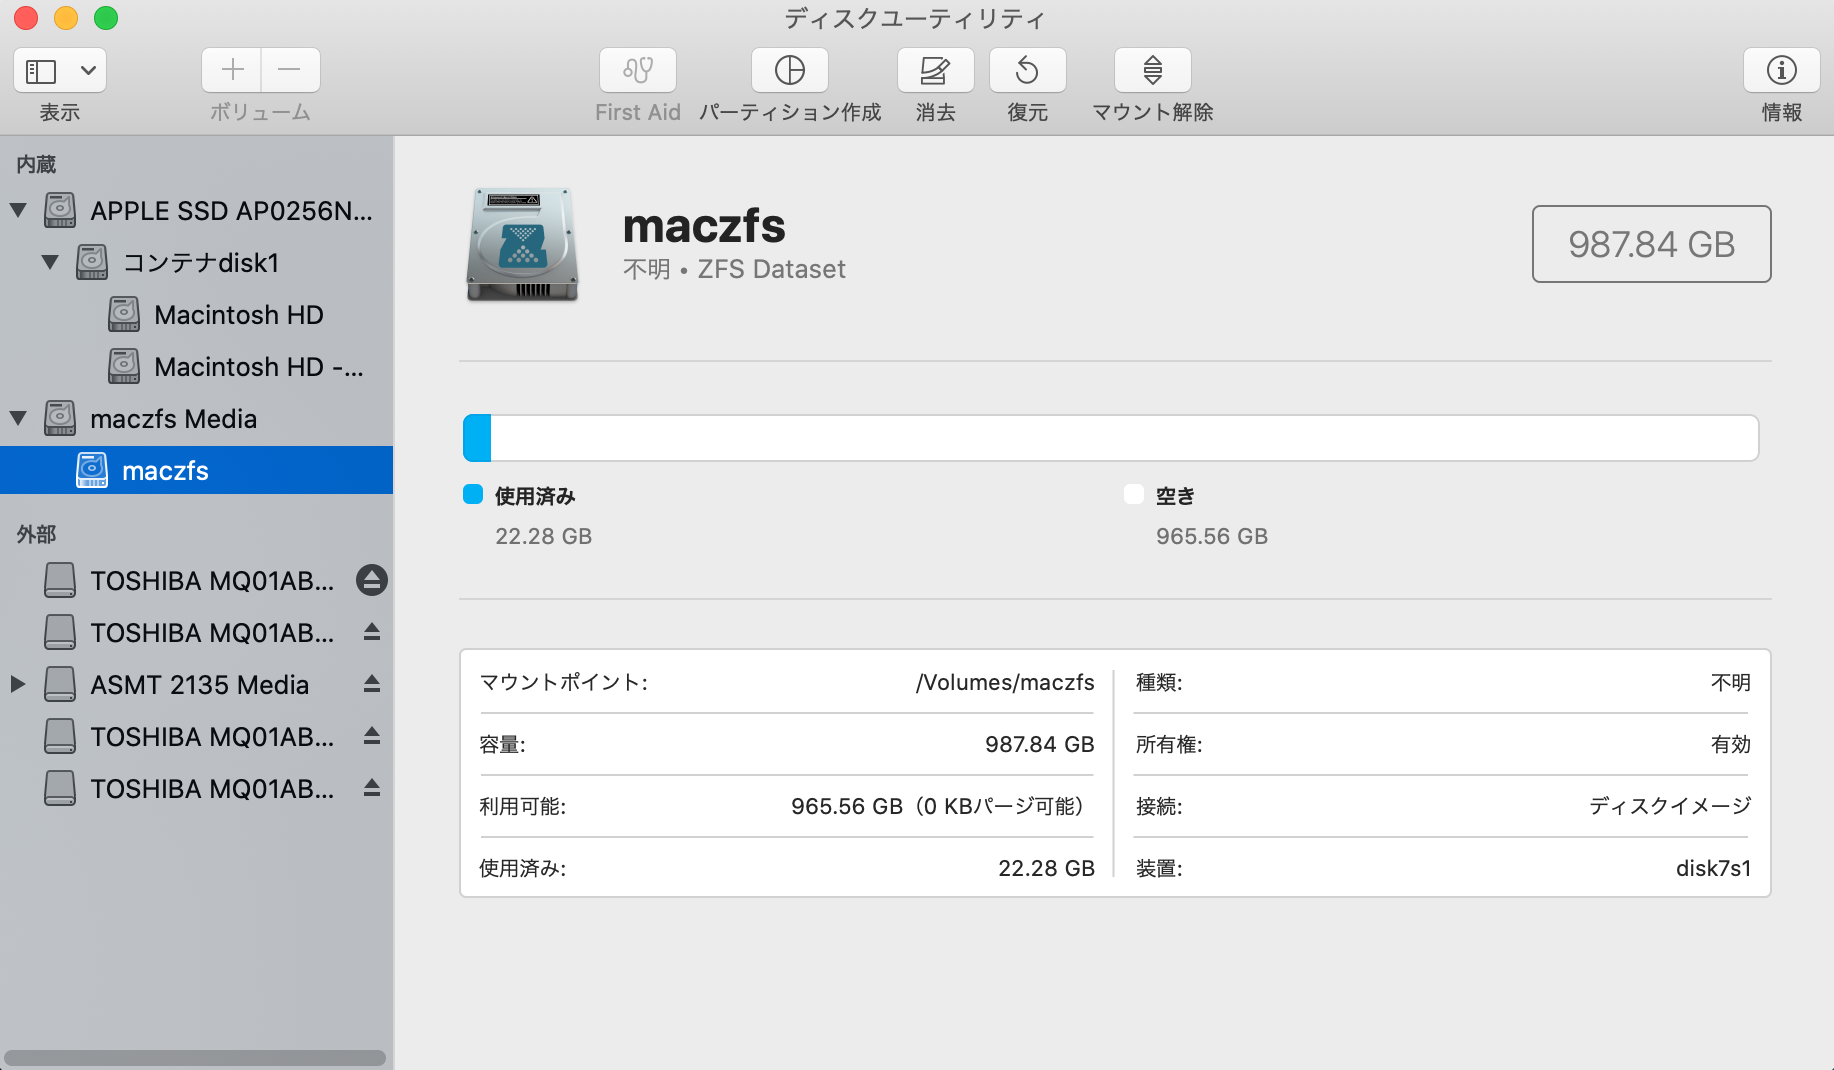 ディスクユーティリティ
表示
ボリューム
First Aid
パーティション作成
消去
復元
マウント解除
情報
内蔵
APPLE SSD AP0256N...
コンテナdisk1
Macintosh HD
Macintosh HD -...
maczfs Media
maczfs
外部
TOSHIBA MQ01AB...
TOSHIBA MQ01AB...
ASMT 2135 Media
TOSHIBA MQ01AB...
TOSHIBA MQ01AB...
maczfs
不明 • ZFS Dataset
987.84 GB
使用済み
22.28 GB
空き
965.56 GB
マウントポイント: /Volumes/maczfs
容量: 987.84 GB
利用可能: 965.56 GB（0 KBパージ可能）
使用済み: 22.28 GB
種類: 不明
所有権: 有効
接続: ディスクイメージ
装置: disk7s1